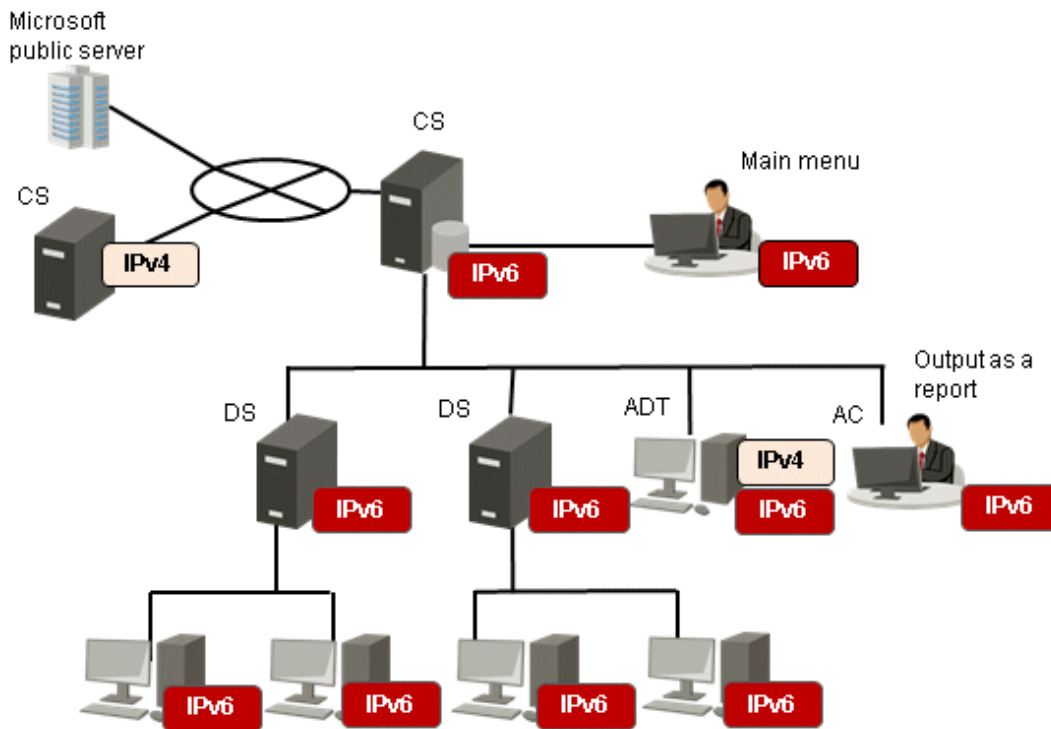 Microsoft
public server
CS
Main menu
CS
IPv4
IPv6
IPv6
Output as a
report
DS
DS
ADT
AC
IPv4
IPv6
IPv6
IPv6
IPv6
IPv6
IPv6
IPv6
IPv6